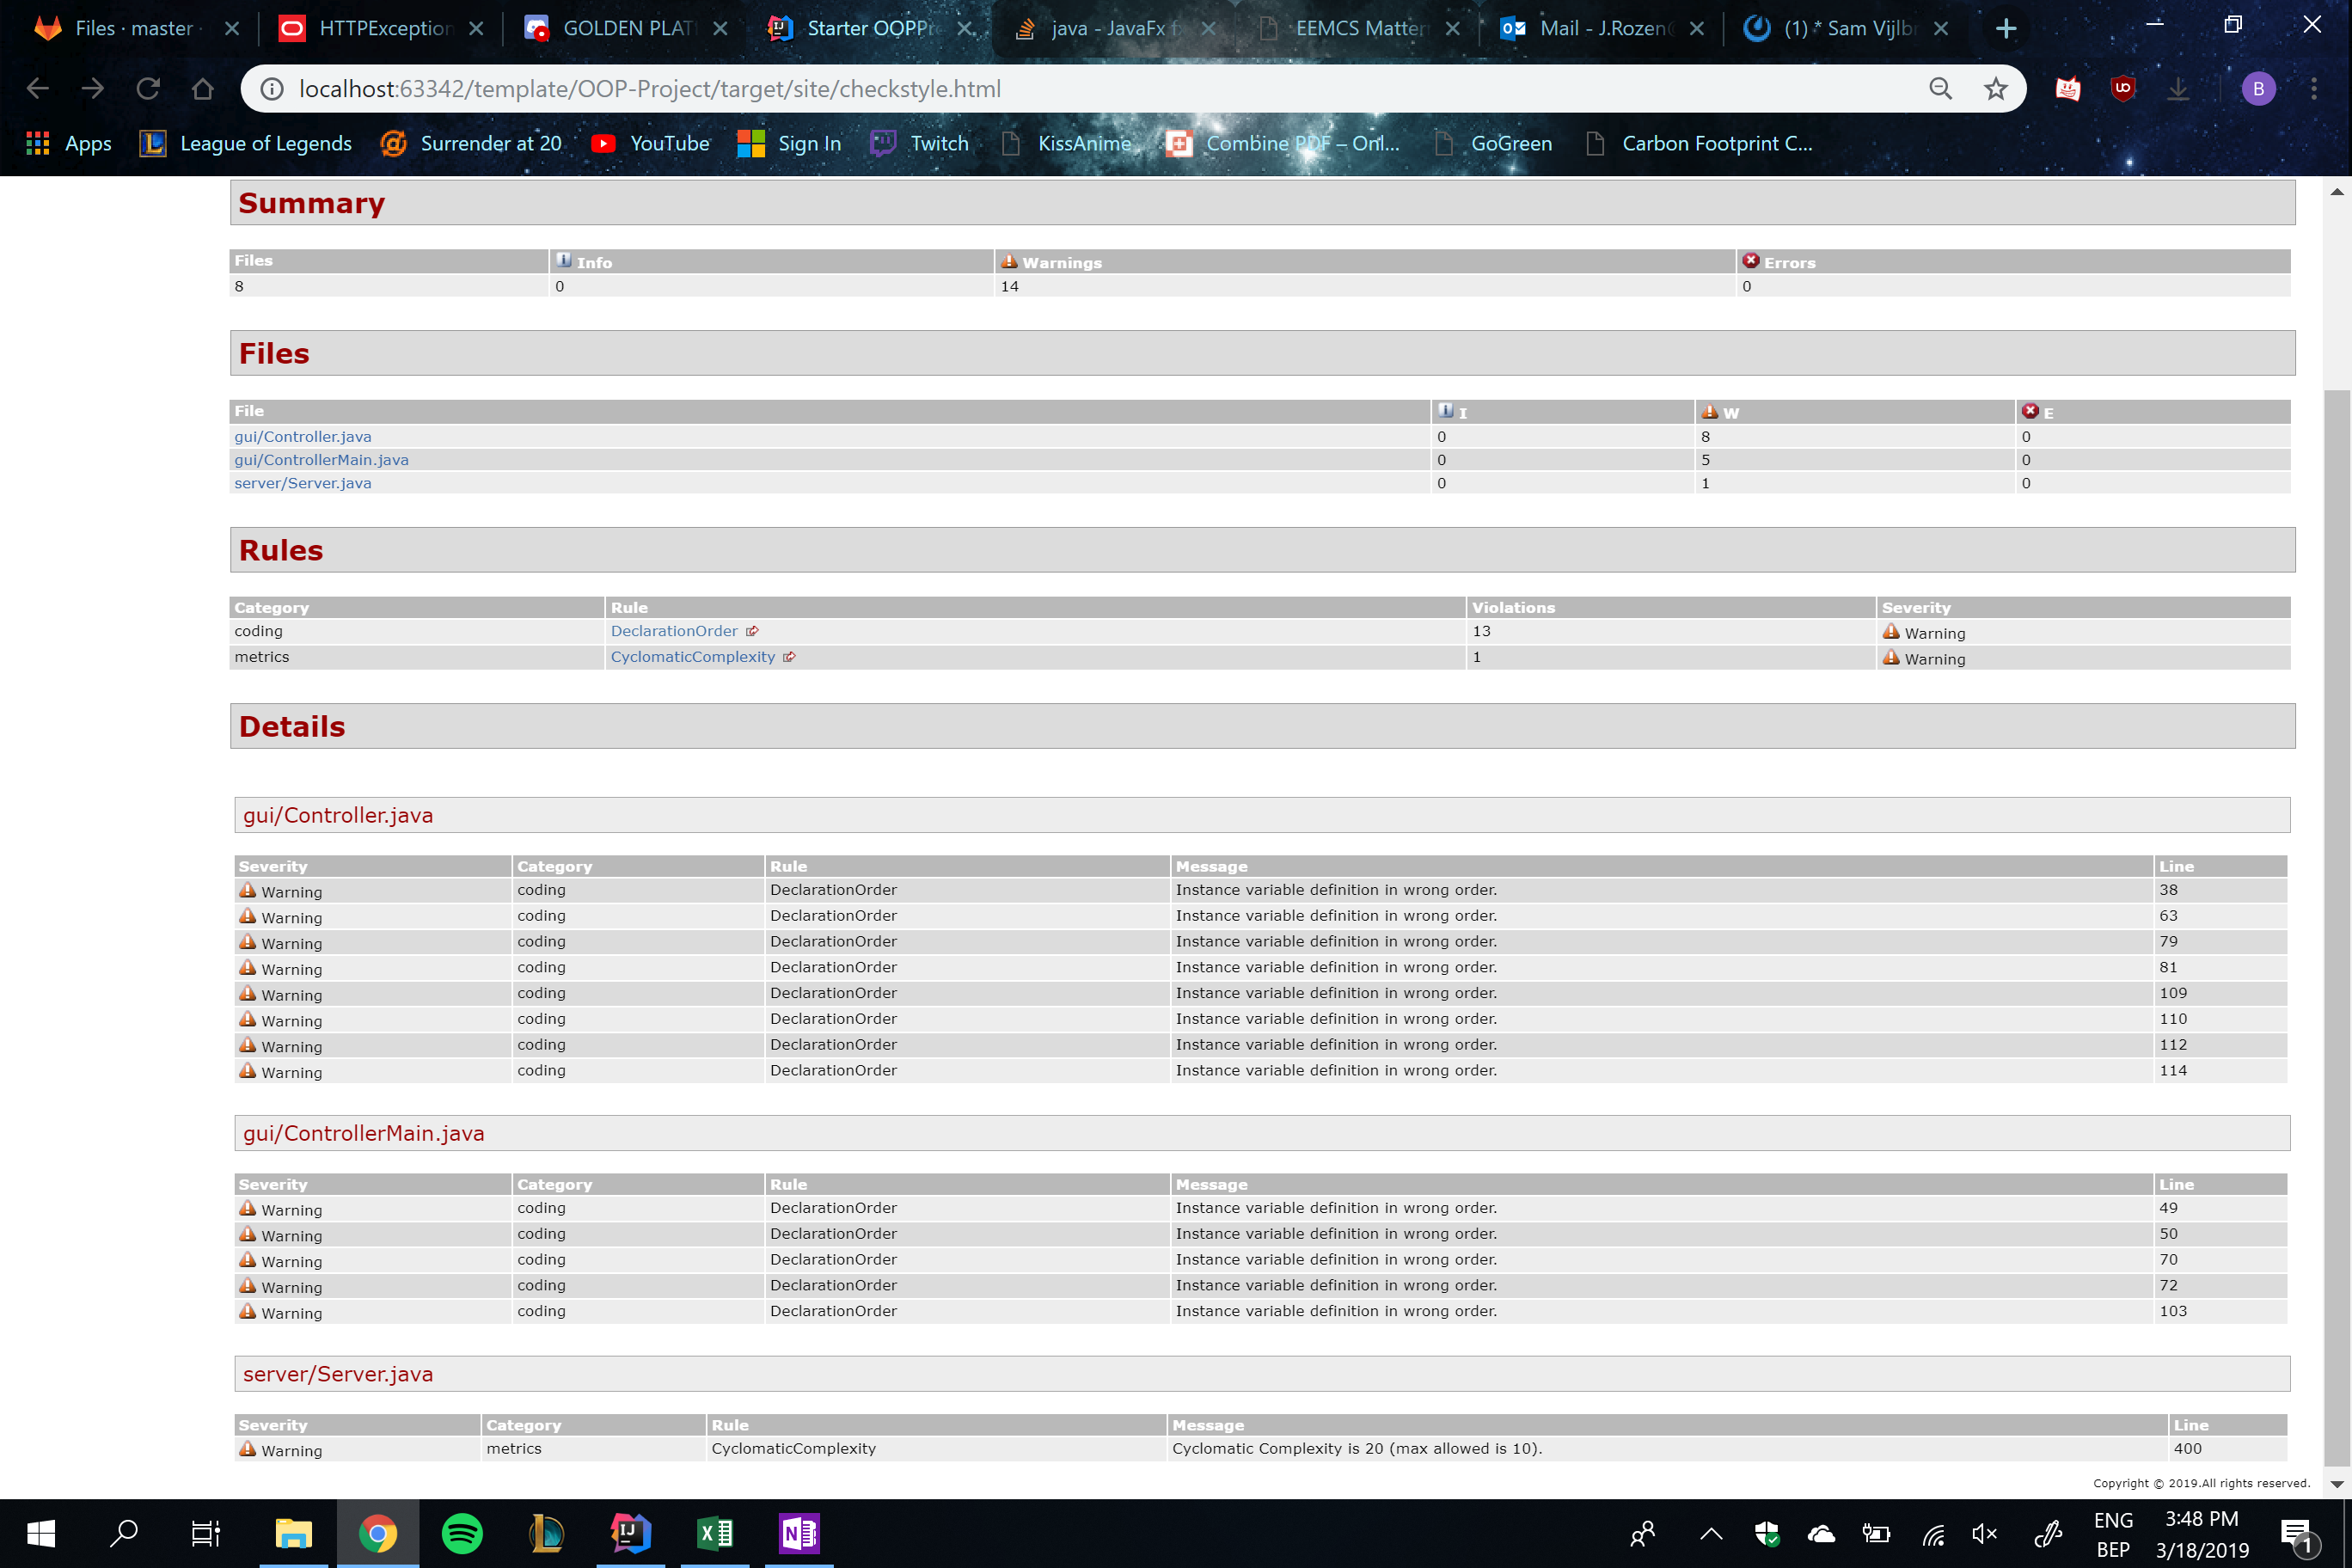 Files · master
HTTPException
GOLDEN PLAT
Starter OOPPr
java - JavaFx f
EEMCS Matter
Mail - J.Rozen
(1) * Sam Vijlbr
localhost:63342/template/OOP-Project/target/site/checkstyle.html
B
Apps
League of Legends
Surrender at 20
YouTube
Sign In
Twitch
KissAnime
Combine PDF – Onl...
GoGreen
Carbon Footprint C...
Summary
Files Info Warnings Errors
8 0 14 0
Files
File I W E
gui/Controller.java 0 8 0
gui/ControllerMain.java 0 5 0
server/Server.java 0 1 0
Rules
Category Rule Violations Severity
coding DeclarationOrder 13 Warning
metrics CyclomaticComplexity 1 Warning
Details
gui/Controller.java
Severity Category Rule Message Line
Warning coding DeclarationOrder Instance variable definition in wrong order. 38
Warning coding DeclarationOrder Instance variable definition in wrong order. 63
Warning coding DeclarationOrder Instance variable definition in wrong order. 79
Warning coding DeclarationOrder Instance variable definition in wrong order. 81
Warning coding DeclarationOrder Instance variable definition in wrong order. 109
Warning coding DeclarationOrder Instance variable definition in wrong order. 110
Warning coding DeclarationOrder Instance variable definition in wrong order. 112
Warning coding DeclarationOrder Instance variable definition in wrong order. 114
gui/ControllerMain.java
Severity Category Rule Message Line
Warning coding DeclarationOrder Instance variable definition in wrong order. 49
Warning coding DeclarationOrder Instance variable definition in wrong order. 50
Warning coding DeclarationOrder Instance variable definition in wrong order. 70
Warning coding DeclarationOrder Instance variable definition in wrong order. 72
Warning coding DeclarationOrder Instance variable definition in wrong order. 103
server/Server.java
Severity Category Rule Message Line
Warning metrics CyclomaticComplexity Cyclomatic Complexity is 20 (max allowed is 10). 400
Copyright © 2019.All rights reserved.
ENG 3:48 PM
BEP 3/18/2019
1